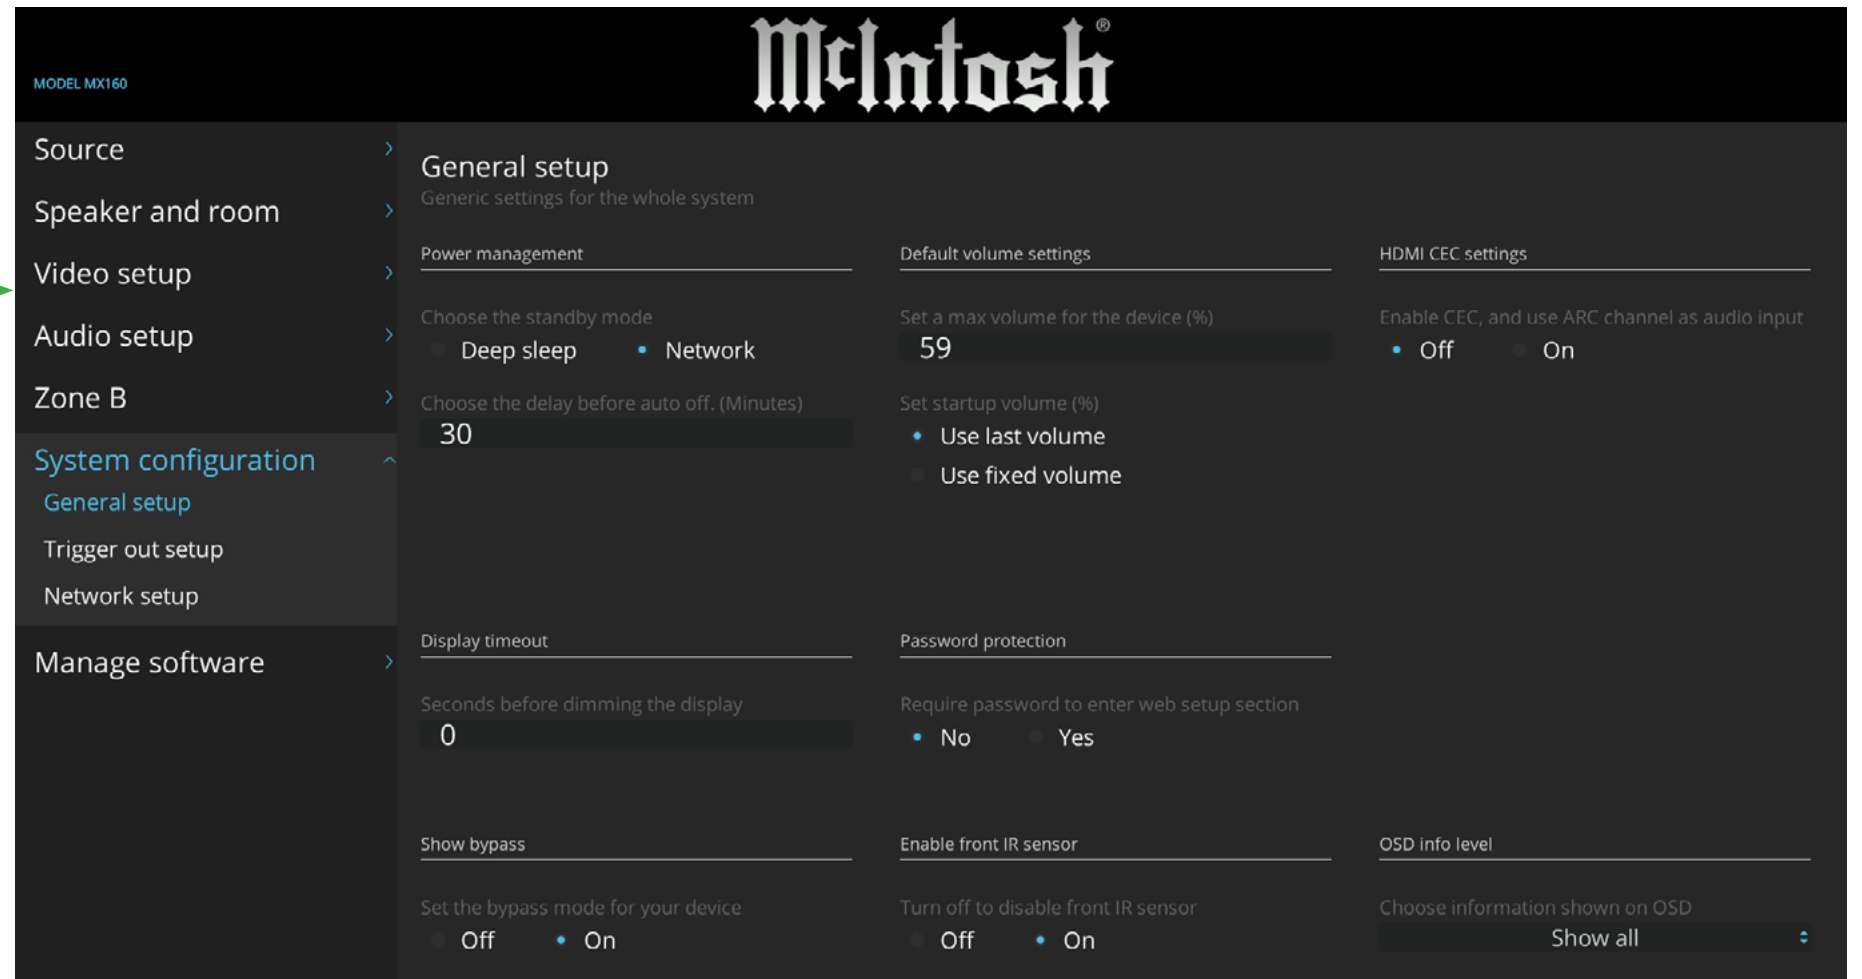 McIntosh®
MODEL MX160
Source
Speaker and room
Video setup
Audio setup
Zone B
System configuration
General setup
Trigger out setup
Network setup
Manage software
General setup
Generic settings for the whole system
Power management
Choose the standby mode
Deep sleep Network
Choose the delay before auto off. (Minutes)
30
Default volume settings
Set a max volume for the device (%)
59
Set startup volume (%)
Use last volume
Use fixed volume
HDMI CEC settings
Enable CEC, and use ARC channel as audio input
Off On
Display timeout
Seconds before dimming the display
0
Password protection
Require password to enter web setup section
No Yes
Show bypass
Set the bypass mode for your device
Off On
Enable front IR sensor
Turn off to disable front IR sensor
Off On
OSD info level
Choose information shown on OSD
Show all